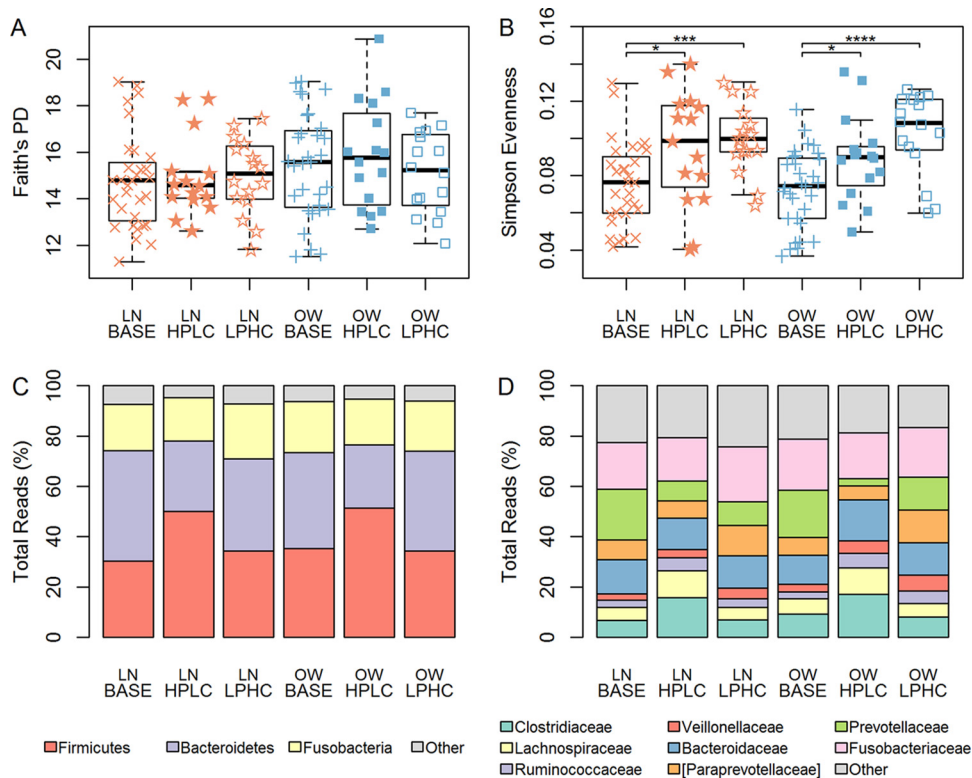 A
Faith's PD
20
18
16
14
12
LN BASE
LN HPLC
LN LPHC
OW BASE
OW HPLC
OW LPHC
B
Simpson Evenness
0.16
0.12
0.08
0.04
***
*
****
*
LN BASE
LN HPLC
LN LPHC
OW BASE
OW HPLC
OW LPHC
C
Total Reads (%)
100
80
60
40
20
0
LN BASE
LN HPLC
LN LPHC
OW BASE
OW HPLC
OW LPHC
Firmicutes
Bacteroidetes
Fusobacteria
Other
D
Total Reads (%)
100
80
60
40
20
0
LN BASE
LN HPLC
LN LPHC
OW BASE
OW HPLC
OW LPHC
Clostridiaceae
Lachnospiraceae
Ruminococcaceae
Veillonellaceae
Bacteroidaceae
[Paraprevotellaceae]
Prevotellaceae
Fusobacteriaceae
Other